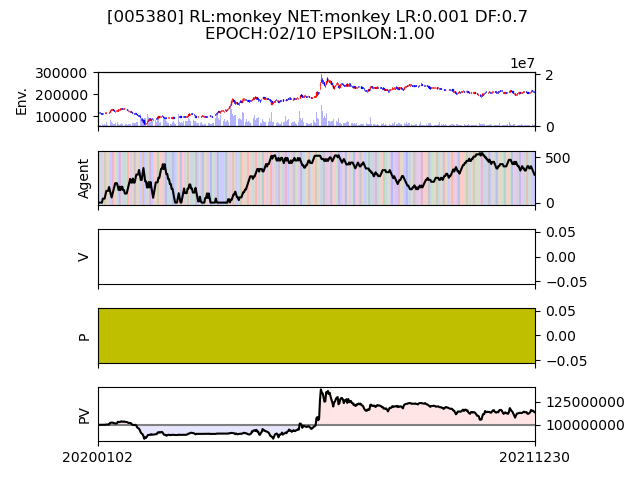 [005380] RL:monkey NET:monkey LR:0.001 DF:0.7
EPOCH:02/10 EPSILON:1.00
1e7
300000
200000
100000
Env.
2
0
Agent
500
0
V
0.05
0.00
−0.05
P
0.05
0.00
−0.05
PV
125000000
100000000
20200102
20211230